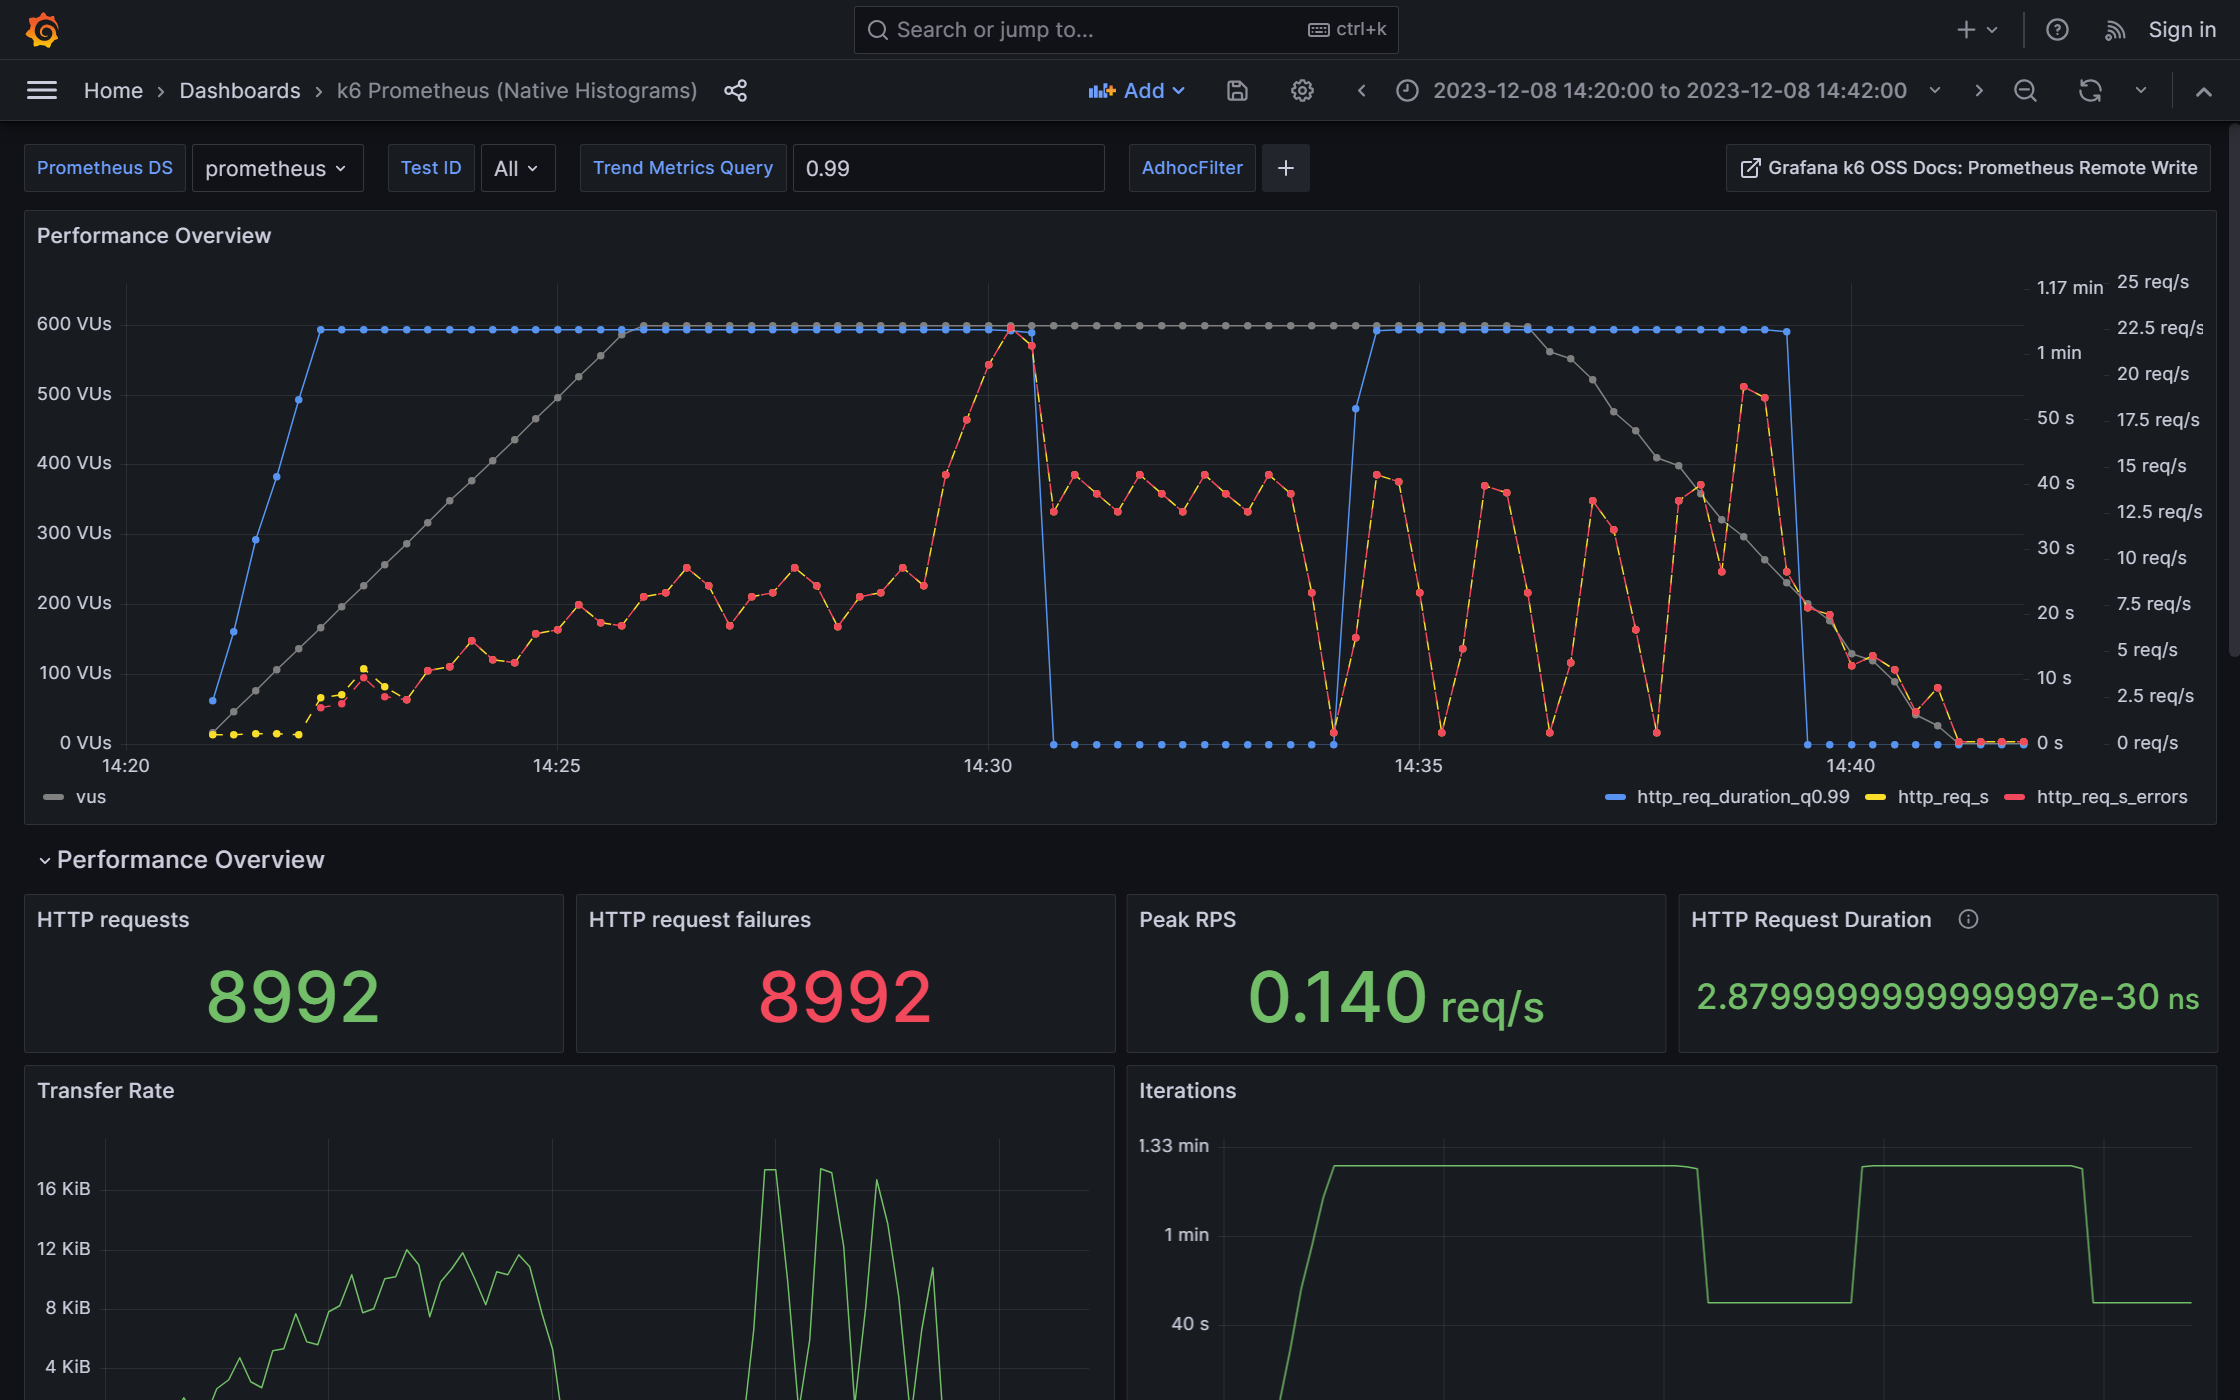 Search or jump to...
ctrl+k
Sign in
Home
Dashboards
k6 Prometheus (Native Histograms)
Add
2023-12-08 14:20:00 to 2023-12-08 14:42:00
Prometheus DS
prometheus
Test ID
All
Trend Metrics Query
0.99
AdhocFilter
+
Grafana k6 OSS Docs: Prometheus Remote Write
Performance Overview
600 VUs
500 VUs
400 VUs
300 VUs
200 VUs
100 VUs
0 VUs
1.17 min
1 min
50 s
40 s
30 s
20 s
10 s
0 s
25 req/s
22.5 req/s
20 req/s
17.5 req/s
15 req/s
12.5 req/s
10 req/s
7.5 req/s
5 req/s
2.5 req/s
0 req/s
14:20
14:25
14:30
14:35
14:40
vus
http_req_duration_q0.99
http_req_s
http_req_s_errors
Performance Overview
HTTP requests
8992
HTTP request failures
8992
Peak RPS
0.140 req/s
HTTP Request Duration
2.8799999999999997e-30 ns
Transfer Rate
16 KiB
12 KiB
8 KiB
4 KiB
Iterations
1.33 min
1 min
40 s